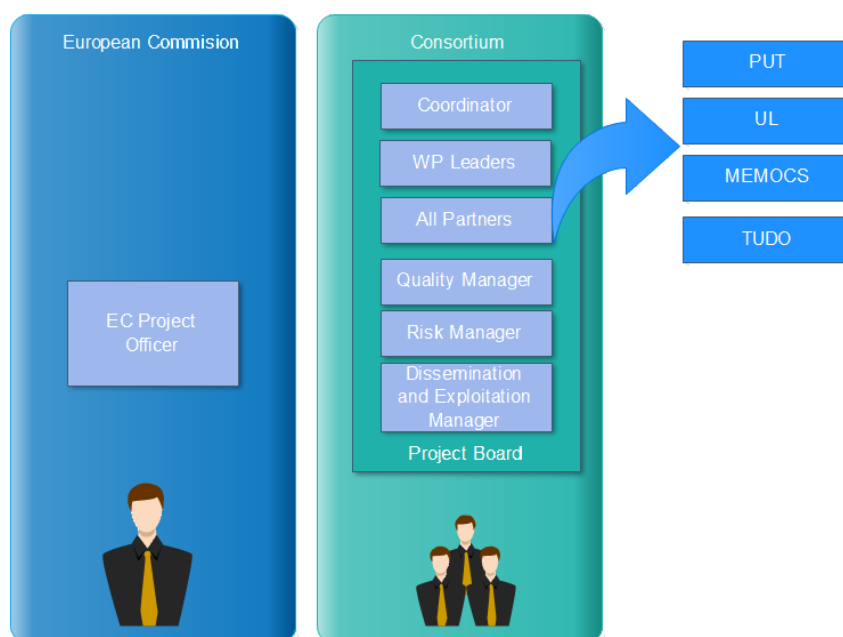 European Commision
EC Project
Officer
Consortium
Coordinator
WP Leaders
All Partners
Quality Manager
Risk Manager
Dissemination
and Exploitation
Manager
Project Board
PUT
UL
MEMOCS
TUDO